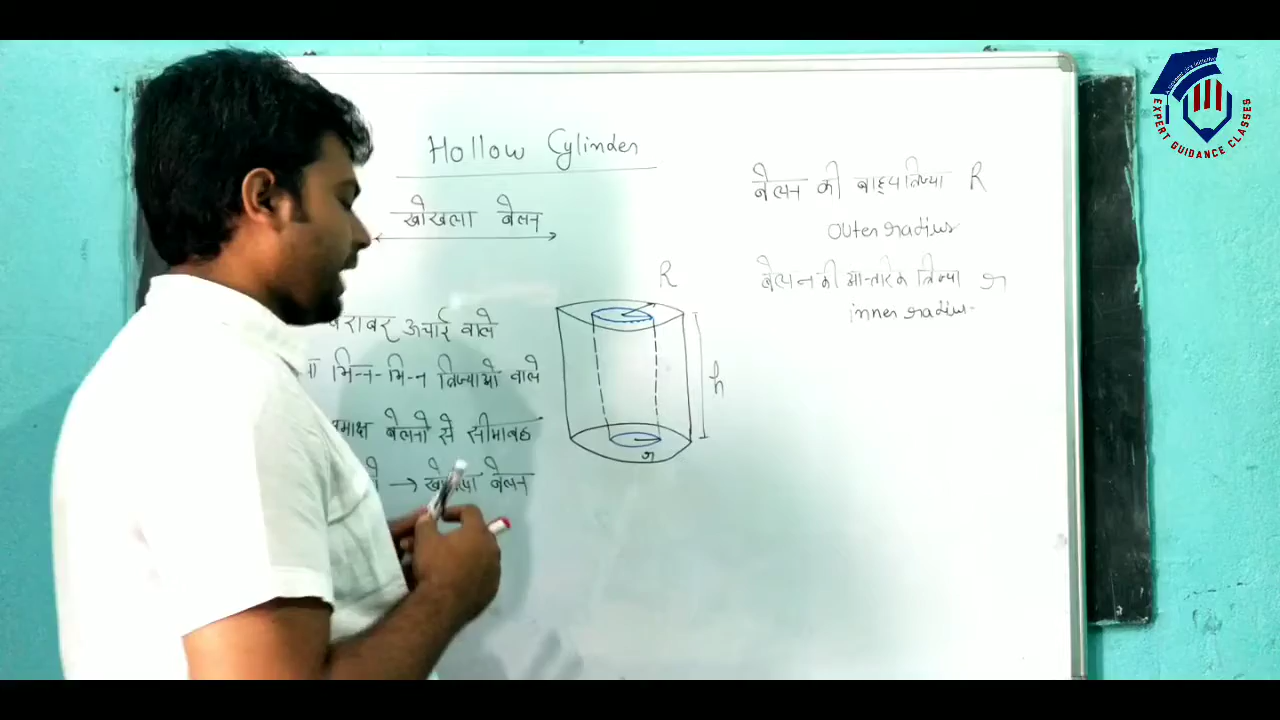 Hollow Cylinder
खोखला बेलन
बराबर ऊचाई वाले
भिन्न-भिन्न त्रिज्याओ वाले
बेलनो से सीमाबद्ध
→ खोखला बेलन
R
h
r
बेलन की बाह्य त्रिज्या R
outer radius
बेलन की आन्तरिक त्रिज्या r
inner radius
EXPERT GUIDANCE CLASSES